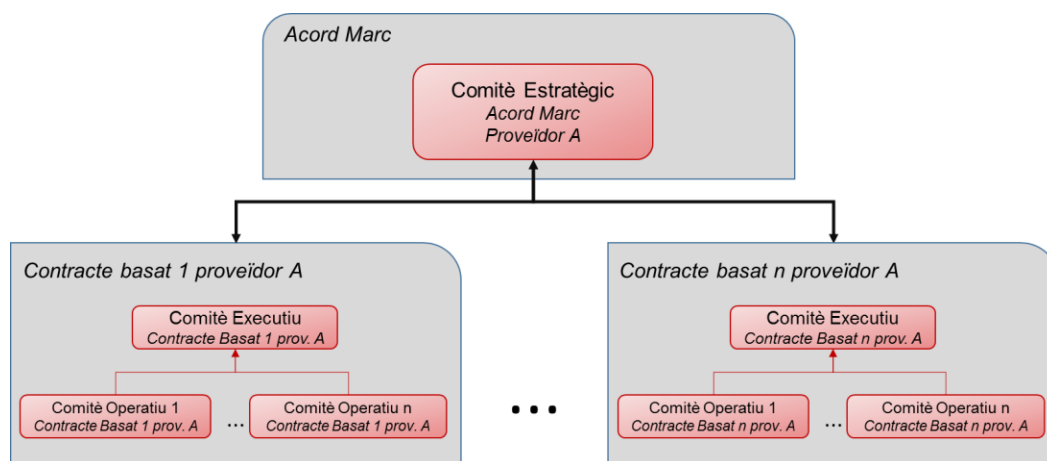 Acord Marc
Comitè Estratègic
Acord Marc
Proveïdor A
Contracte basat 1 proveïdor A
Comitè Executiu
Contracte Basat 1 prov. A
Comitè Operatiu 1
Contracte Basat 1 prov. A
...
Comitè Operatiu n
Contracte Basat 1 prov. A
...
Contracte basat n proveïdor A
Comitè Executiu
Contracte Basat n prov. A
Comitè Operatiu 1
Contracte Basat n prov. A
...
Comitè Operatiu n
Contracte Basat n prov. A